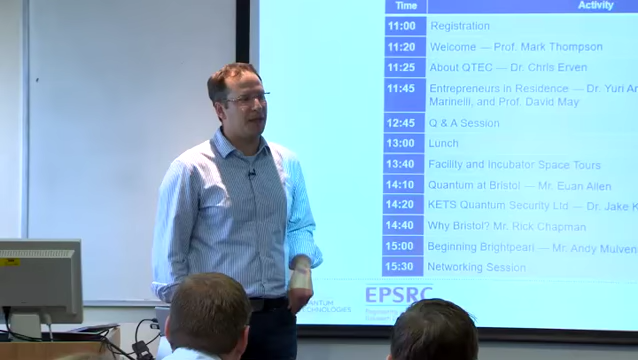 Time Activity
11:00 Registration
11:20 Welcome — Prof. Mark Thompson
11:25 About QTEC — Dr. Chris Erven
11:45 Entrepreneurs in Residence — Dr. Yuri
Marinelli, and Prof. David May
12:45 Q & A Session
13:00 Lunch
13:40 Facility and Incubator Space Tours
14:10 Quantum at Bristol – Mr. Euan Allen
14:20 KETS Quantum Security Ltd – Dr. Jake
14:40 Why Bristol? Mr. Rick Chapman
15:00 Beginning Brightpearl — Mr. Andy Mulven
15:30 Networking Session
TECHNOLOGIES
EPSRC